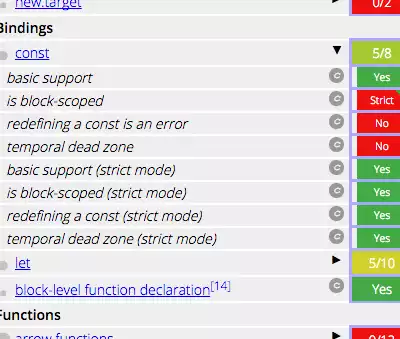 new.target 0/2
Bindings
const 5/8
basic support c Yes
is block-scoped c Strict
redefining a const is an error c No
temporal dead zone c No
basic support (strict mode) c Yes
is block-scoped (strict mode) c Yes
redefining a const (strict mode) c Yes
temporal dead zone (strict mode) c Yes
let 5/10
block-level function declaration[14] c Yes
Functions
arrow functions 0/13